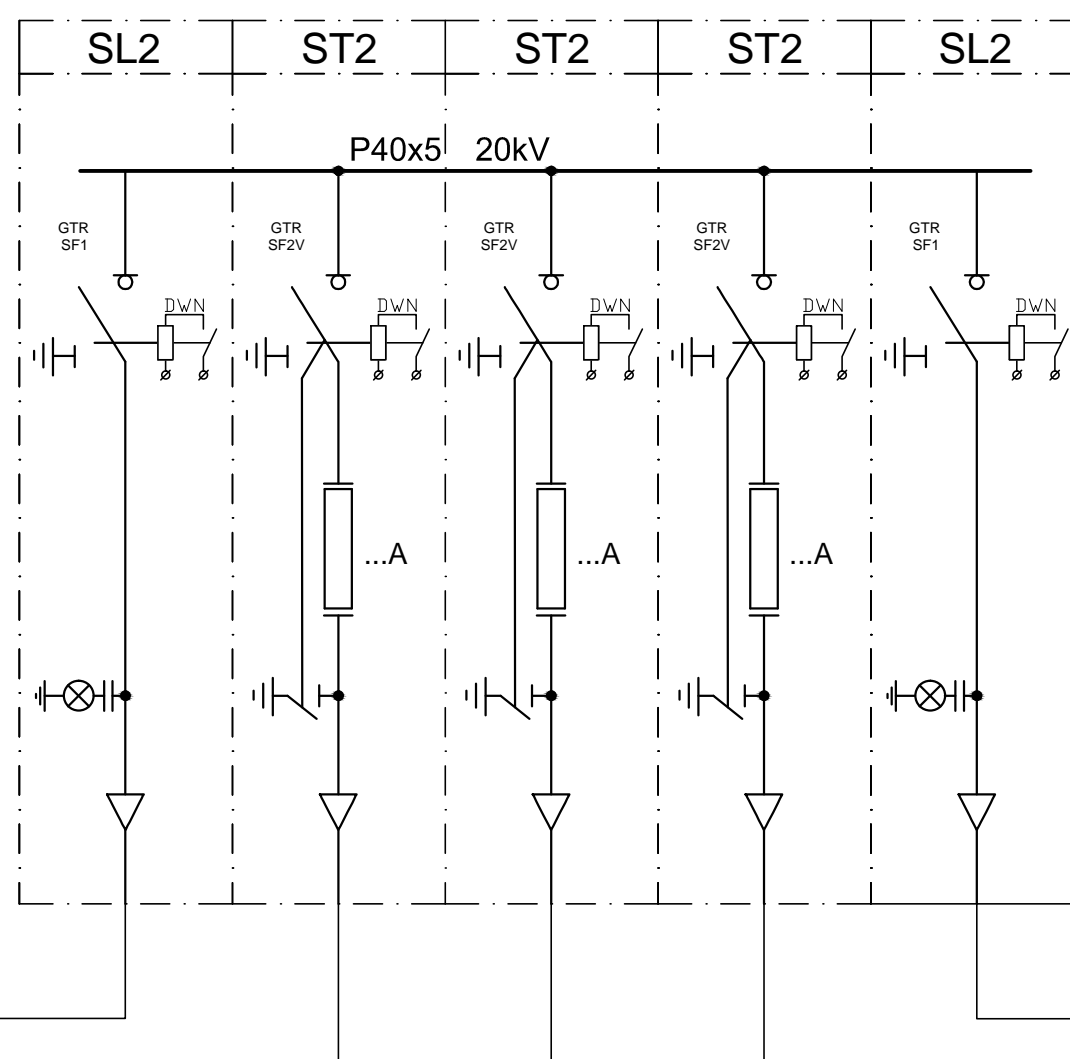 SL2 ST2 ST2 ST2 SL2
P40x5 20kV
GTR GTR GTR GTR GTR
SF1 SF2V SF2V SF2V SF1
DWN DWN DWN DWN DWN
...A ...A ...A